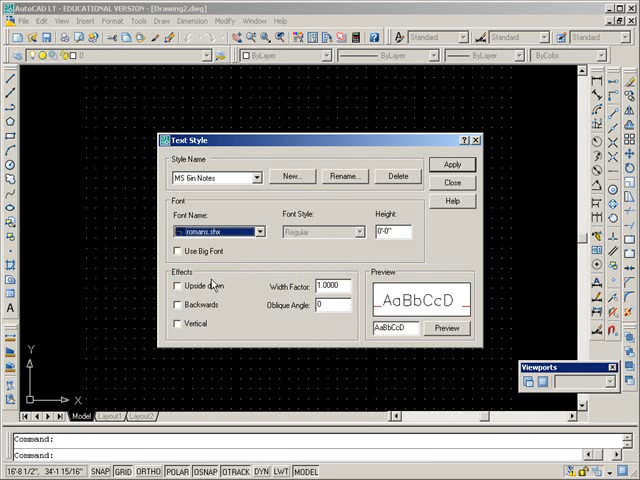 AutoCAD LT - EDUCATIONAL VERSION - [Drawing2.dwg]
File Edit View Insert Format Tools Draw Dimension Modify Window Help
Standard Standard Standard
0 ByLayer ByLayer ByLayer ByColor
Text Style
Style Name
MS 6in Notes New... Rename... Delete Apply
Close
Help
Font
Font Name: Font Style: Height:
romans.shx Regular 0'-0"
Use Big Font
Effects Preview
Upside down Width Factor: 1.0000
Backwards Oblique Angle: 0
Vertical
AaBbCcD
AaBbCcD Preview
Viewports
Y
X
Model Layout1 Layout2
Command:
Command:
16'-8 1/2", 34'-1 15/16" SNAP GRID ORTHO POLAR OSNAP OTRACK DYN LWT MODEL